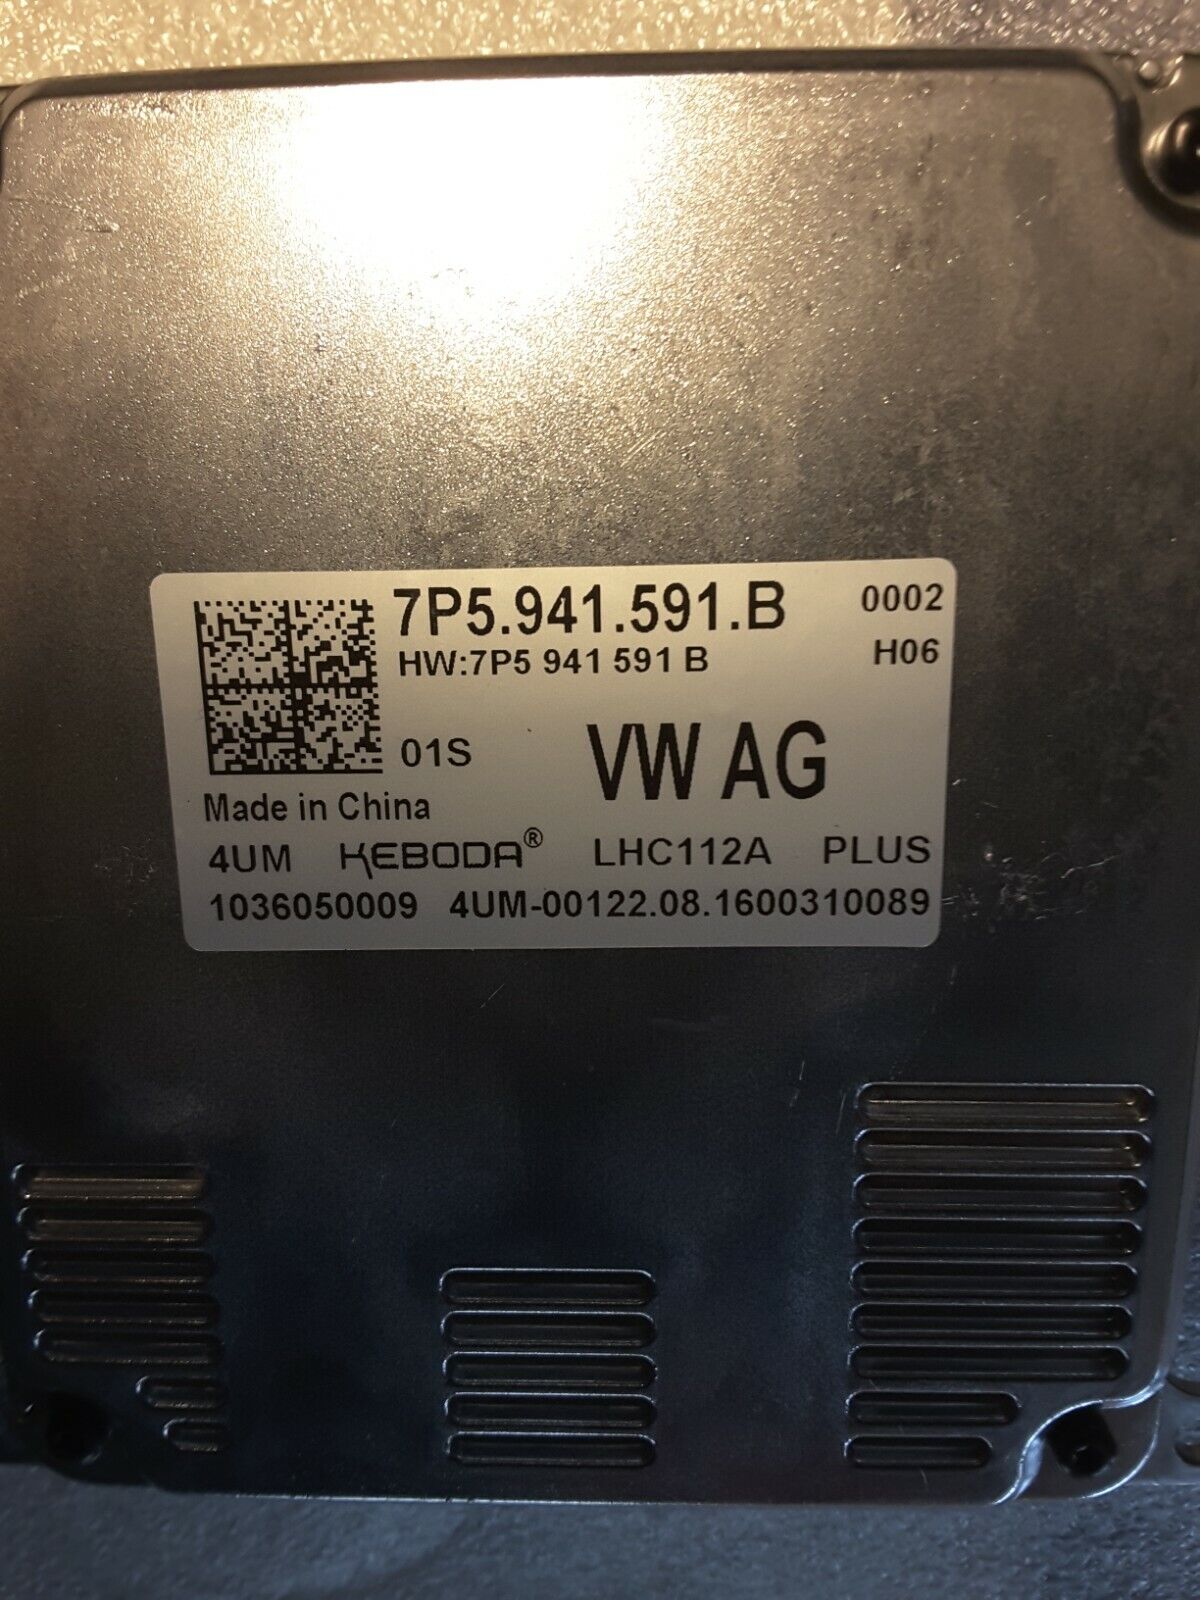 7P5.941.591.B 0002
HW:7P5 941 591 B H06
01S VW AG
Made in China
4UM KEBODA® LHC112A PLUS
1036050009 4UM-00122.08.1600310089